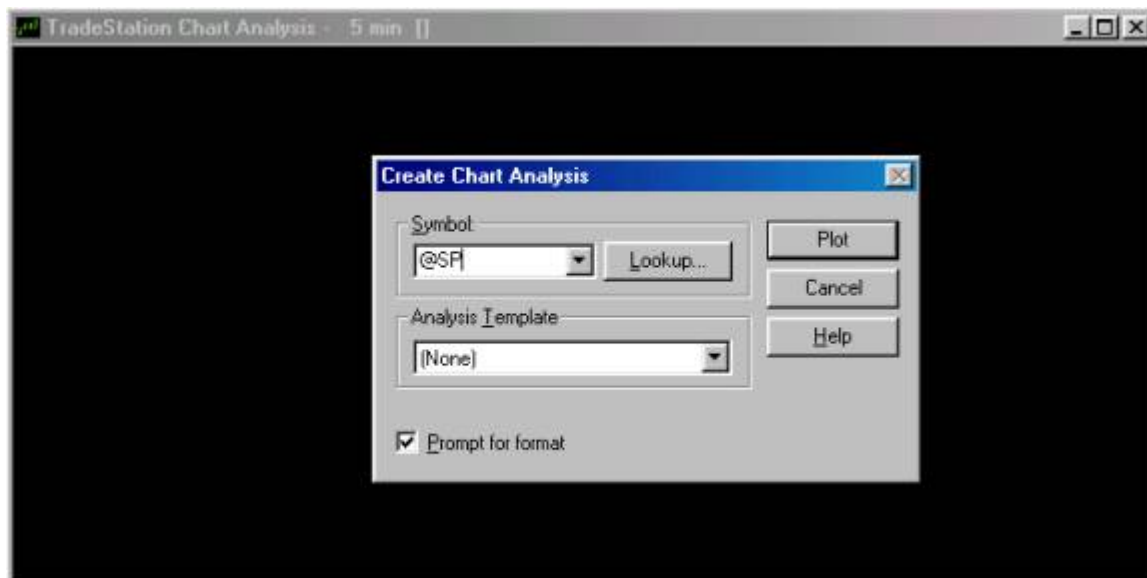 TradeStation Chart Analysis - 5 min []
Create Chart Analysis
Symbol:
@SP
Lookup...
Plot
Cancel
Analysis Template
(None)
Help
Prompt for format